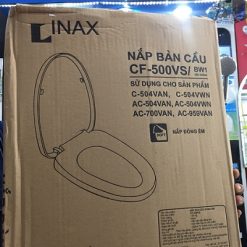 INAX
NẮP BÀN CẦU
CF-500VS/ BW1
SỬ DỤNG CHO SẢN PHẨM
C-504VAN, C-504VWN
AC-504VAN, AC-504VWN
AC-700VAN, AC-959VAN
NẮP ĐÓNG ÊM